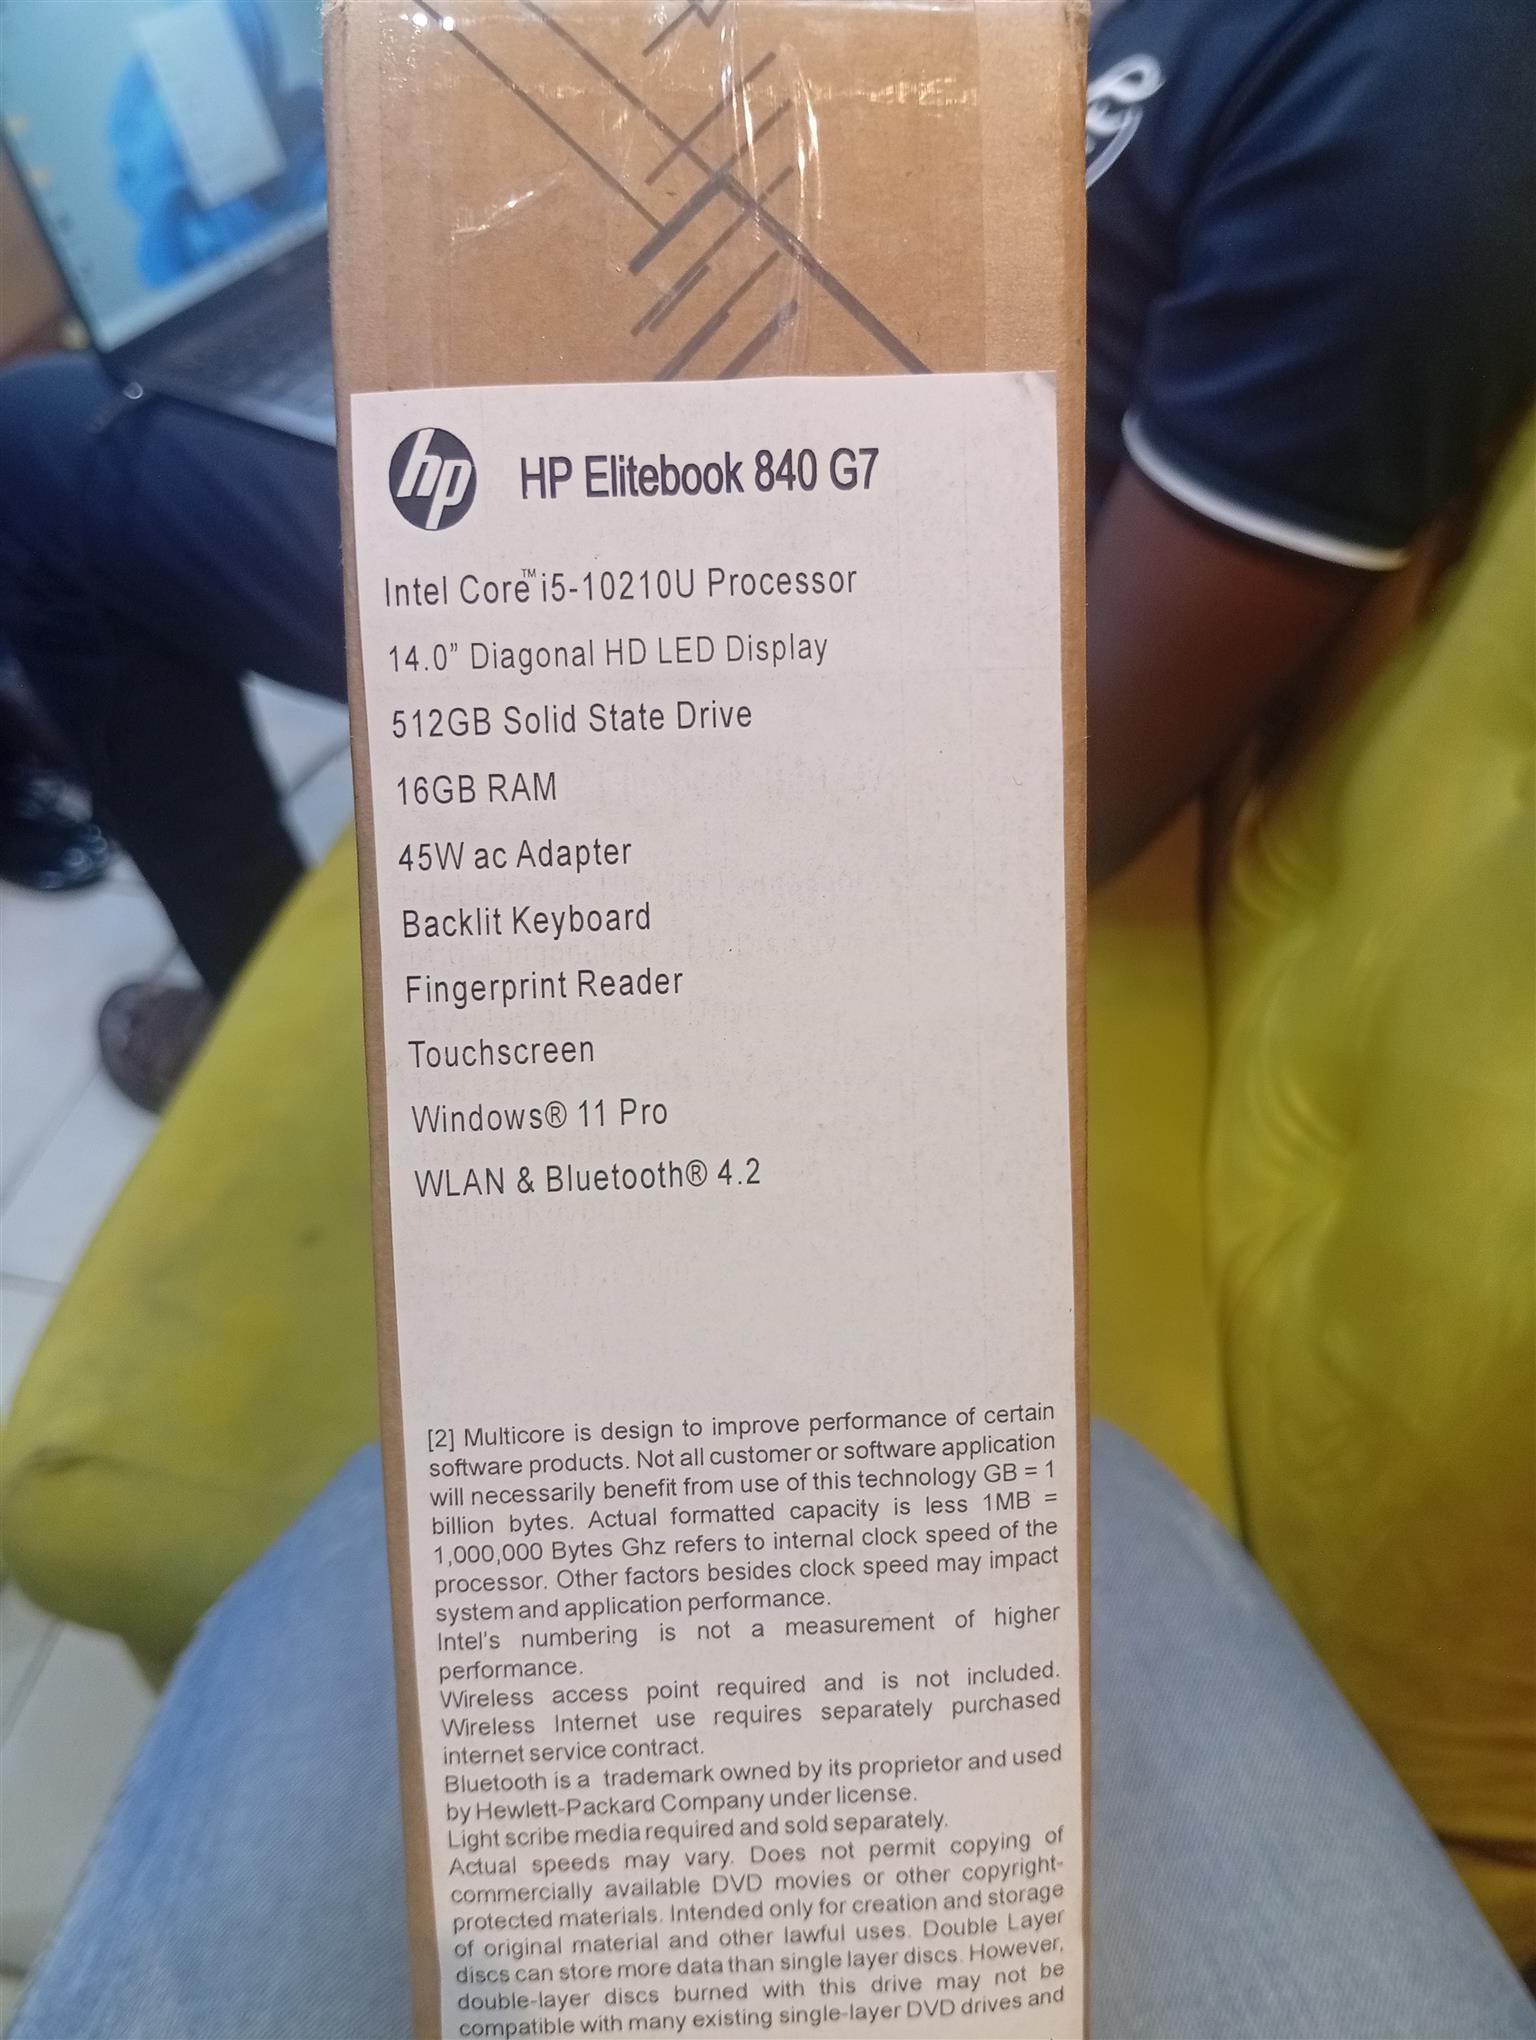 hp HP Elitebook 840 G7
Intel Core™ i5-10210U Processor
14.0” Diagonal HD LED Display
512GB Solid State Drive
16GB RAM
45W ac Adapter
Backlit Keyboard
Fingerprint Reader
Touchscreen
Windows® 11 Pro
WLAN & Bluetooth® 4.2
[2] Multicore is design to improve performance of certain
software products. Not all customer or software application
will necessarily benefit from use of this technology GB = 1
billion bytes. Actual formatted capacity is less 1MB =
1,000,000 Bytes Ghz refers to internal clock speed of the
processor. Other factors besides clock speed may impact
system and application performance.
Intel's numbering is not a measurement of higher
performance.
Wireless access point required and is not included.
Wireless Internet use requires separately purchased
internet service contract.
Bluetooth is a trademark owned by its proprietor and used
by Hewlett-Packard Company under license.
Light scribe media required and sold separately.
Actual speeds may vary. Does not permit copying of
commercially available DVD movies or other copyright-
protected materials. Intended only for creation and storage
of original material and other lawful uses. Double Layer
discs can store more data than single layer discs. However,
double-layer discs burned with this drive may not be
compatible with many existing single-layer DVD drives and